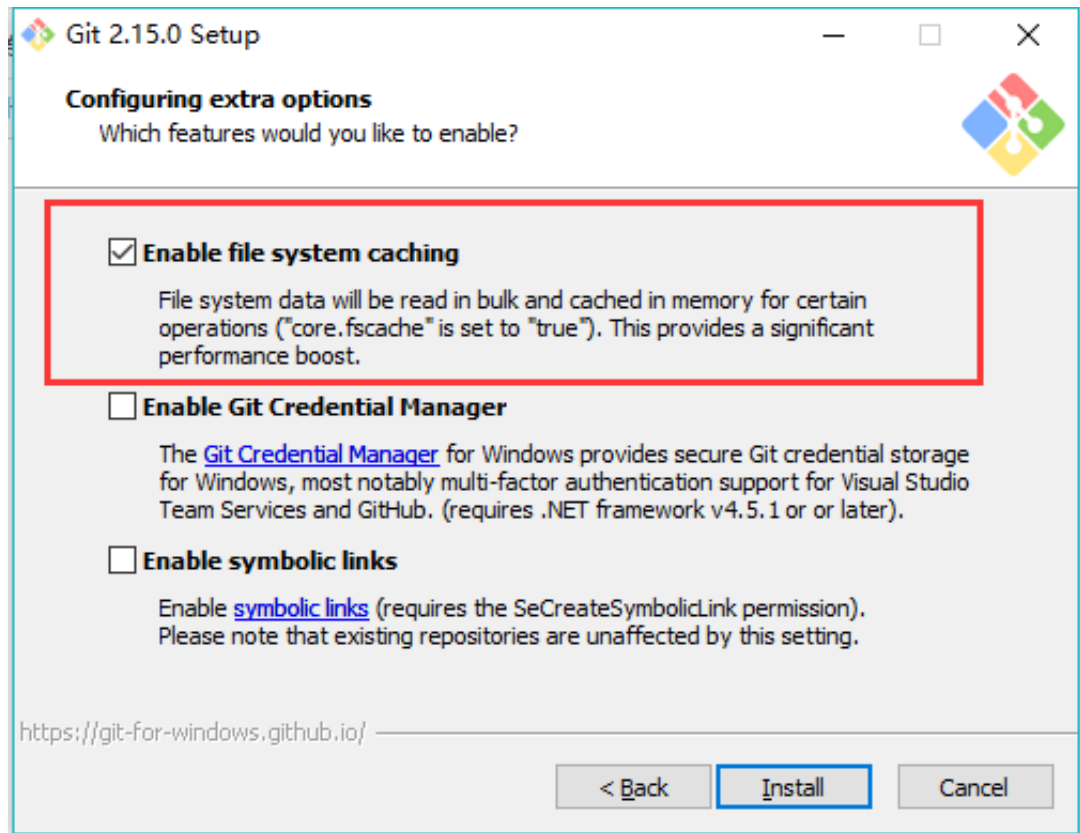 Git 2.15.0 Setup
Configuring extra options
Which features would you like to enable?
Enable file system caching
File system data will be read in bulk and cached in memory for certain
operations ("core.fscache" is set to "true"). This provides a significant
performance boost.
Enable Git Credential Manager
The Git Credential Manager for Windows provides secure Git credential storage
for Windows, most notably multi-factor authentication support for Visual Studio
Team Services and GitHub. (requires .NET framework v4.5.1 or or later).
Enable symbolic links
Enable symbolic links (requires the SeCreateSymbolicLink permission).
Please note that existing repositories are unaffected by this setting.
https://git-for-windows.github.io/
< Back Install Cancel